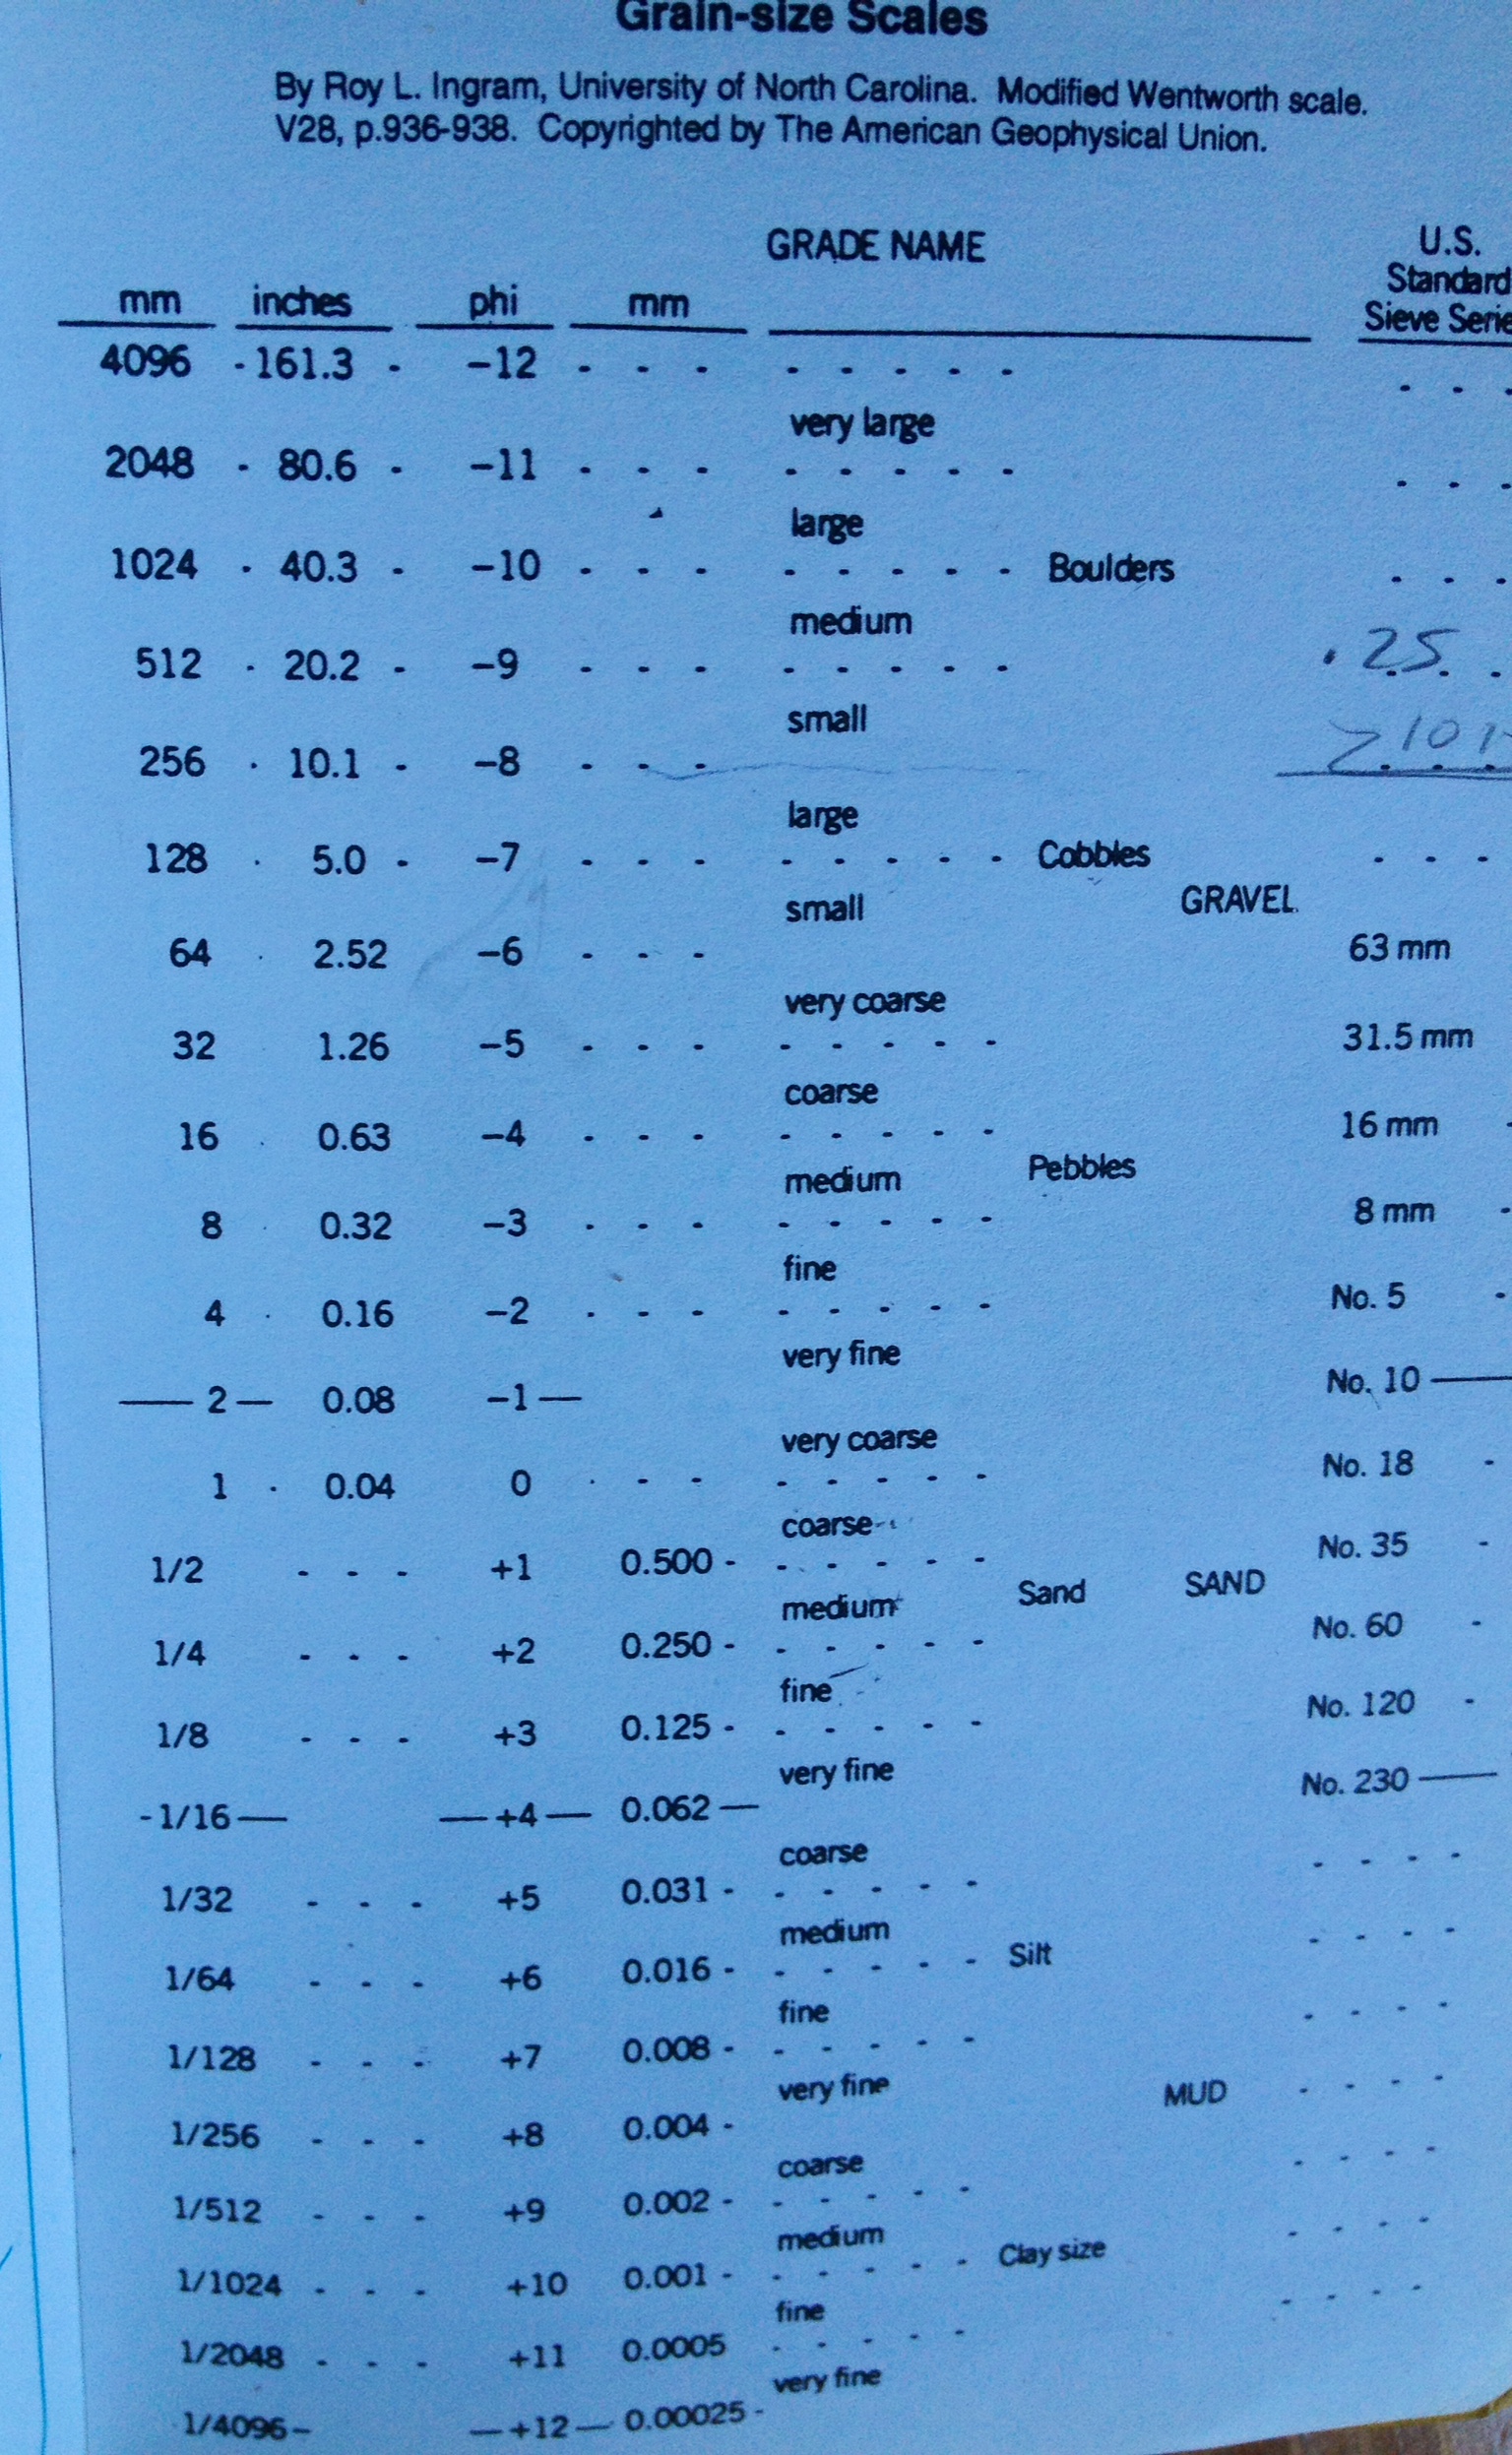 Grain-size Scales
By Roy L. Ingram, University of North Carolina. Modified Wentworth scale.
V28, p.936-938. Copyrighted by The American Geophysical Union.
GRADE NAME
U.S.
Standard
Sieve Serie
mm inches phi mm
4096 - 161.3 - −12 - - - - - - - -
very large
2048 - 80.6 - −11 - - - - - - - - - - -
large
1024 - 40.3 - −10 - - - - - - - - Boulders - - -
medium
512 - 20.2 - −9 - - - - - - - - .25
small
256 - 10.1 - −8 - - -
large
128 - 5.0 - −7 - - - - - - - - Cobbles - - -
small GRAVEL
64 - 2.52 −6 - - - 63 mm
very coarse
32 1.26 −5 - - - - - - - - 31.5 mm
coarse
16 - 0.63 −4 - - - - - - - - 16 mm -
medium Pebbles
8 - 0.32 −3 - - - - - - - - 8 mm -
fine
4 - 0.16 −2 - - - - - - - - No. 5 -
very fine
— 2 — 0.08 −1 — No. 10 —
very coarse
1 - 0.04 0 - - - - - - - - No. 18 -
coarse
1/2 - - - +1 0.500 - - - - - - No. 35 -
medium Sand SAND
1/4 - - - +2 0.250 - - - - - - No. 60 -
fine
1/8 - - - +3 0.125 - - - - - - No. 120 -
very fine
-1/16 — — +4 — 0.062 — No. 230 —
coarse
1/32 - - - +5 0.031 - - - - - - - - - -
medium
1/64 - - - +6 0.016 - - - - - - Silt - - - -
fine
1/128 - - - +7 0.008 - - - - - - - - - -
very fine MUD
1/256 - - - +8 0.004 - - - - -
coarse
1/512 - - - +9 0.002 - - - - - - - - - -
medium
1/1024 - - - +10 0.001 - - - - - - Clay size - - - -
fine
1/2048 - - - +11 0.0005 - - - - - - - - -
very fine
1/4096 - — +12 — 0.00025 -